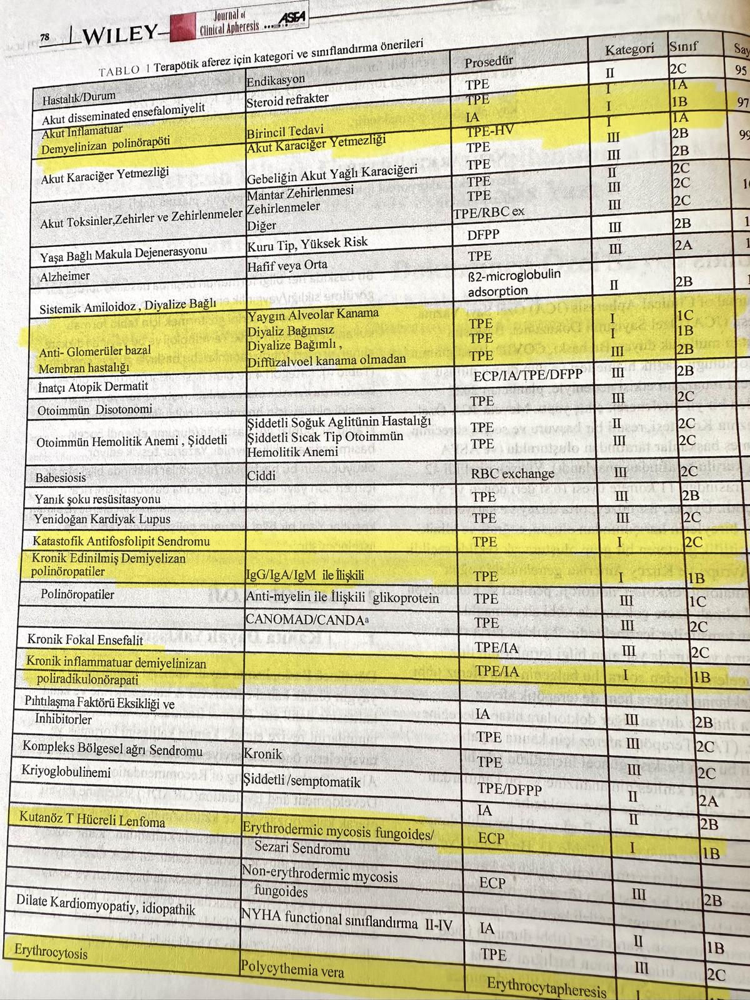 78 WILEY Journal of Clinical Apheresis ASFA
TABLO 1 Terapötik aferez için kategori ve sınıflandırma önerileri
Hastalık/Durum Endikasyon Prosedür Kategori Sınıf Say
Akut disseminated ensefalomiyelit Steroid refrakter TPE II 2C 95
Akut Inflamatuar TPE I 1A
Demyelinizan polinörapöti Birincil Tedavi IA I 1B 97
Akut Karaciğer Yetmezliği TPE-HV I 1A
Akut Karaciğer Yetmezliği TPE III 2B 99
Gebeliğin Akut Yağlı Karaciğeri TPE III 2B
Mantar Zehirlenmesi TPE II 2C
Akut Toksinler,Zehirler ve Zehirlenmeler Zehirlenmeler TPE III 2C
Diğer TPE/RBC ex III 2C
Yaşa Bağlı Makula Dejenerasyonu Kuru Tip, Yüksek Risk DFPP III 2B
Alzheimer Hafif veya Orta TPE III 2A
Sistemik Amiloidoz , Diyalize Bağlı ß2-microglobulin
adsorption II 2B
Yaygın Alveolar Kanama TPE I 1C
Anti- Glomerüler bazal Diyaliz Bağımsız TPE I 1B
Membran hastalığı Diyalize Bağımlı ,
Diffüzalvoel kanama olmadan TPE III 2B
İnatçı Atopik Dermatit ECP/IA/TPE/DFPP III 2B
Otoimmün Disotonomi TPE III 2C
Otoimmün Hemolitik Anemi , Şiddetli Şiddetli Soğuk Aglitünin Hastalığı TPE II 2C
Şiddetli Sıcak Tip Otoimmün TPE III 2C
Hemolitik Anemi
Babesiosis Ciddi RBC exchange III 2C
Yanık şoku resüsitasyonu TPE III 2B
Yenidoğan Kardiyak Lupus TPE III 2C
Katastofik Antifosfolipit Sendromu TPE I 2C
Kronik Edinilmiş Demiyelizan
polinöropatiler IgG/IgA/IgM ile İlişkili TPE I 1B
Polinöropatiler Anti-myelin ile İlişkili glikoprotein TPE III 1C
CANOMAD/CANDAª TPE III 2C
Kronik Fokal Ensefalit TPE/IA III 2C
Kronik inflammatuar demiyelinizan TPE/IA I 1B
poliradikulonörapati
Pıhtılaşma Faktörü Eksikliği ve IA III 2B
Inhibitorler TPE III 2C
Kompleks Bölgesel ağrı Sendromu Kronik TPE III 2C
Kriyoglobulinemi Şiddetli/semptomatik TPE/DFPP II 2A
IA II 2B
Kutanöz T Hücreli Lenfoma Erythrodermic mycosis fungoides/ ECP I 1B
Sezari Sendromu
Non-erythrodermic mycosis ECP III 2B
fungoides
Dilate Kardiomyopatiy, idiopathik NYHA functional sınıflandırma II-IV IA II 1B
TPE III 2C
Erythrocytosis Polycythemia vera Erythrocytapheresis I